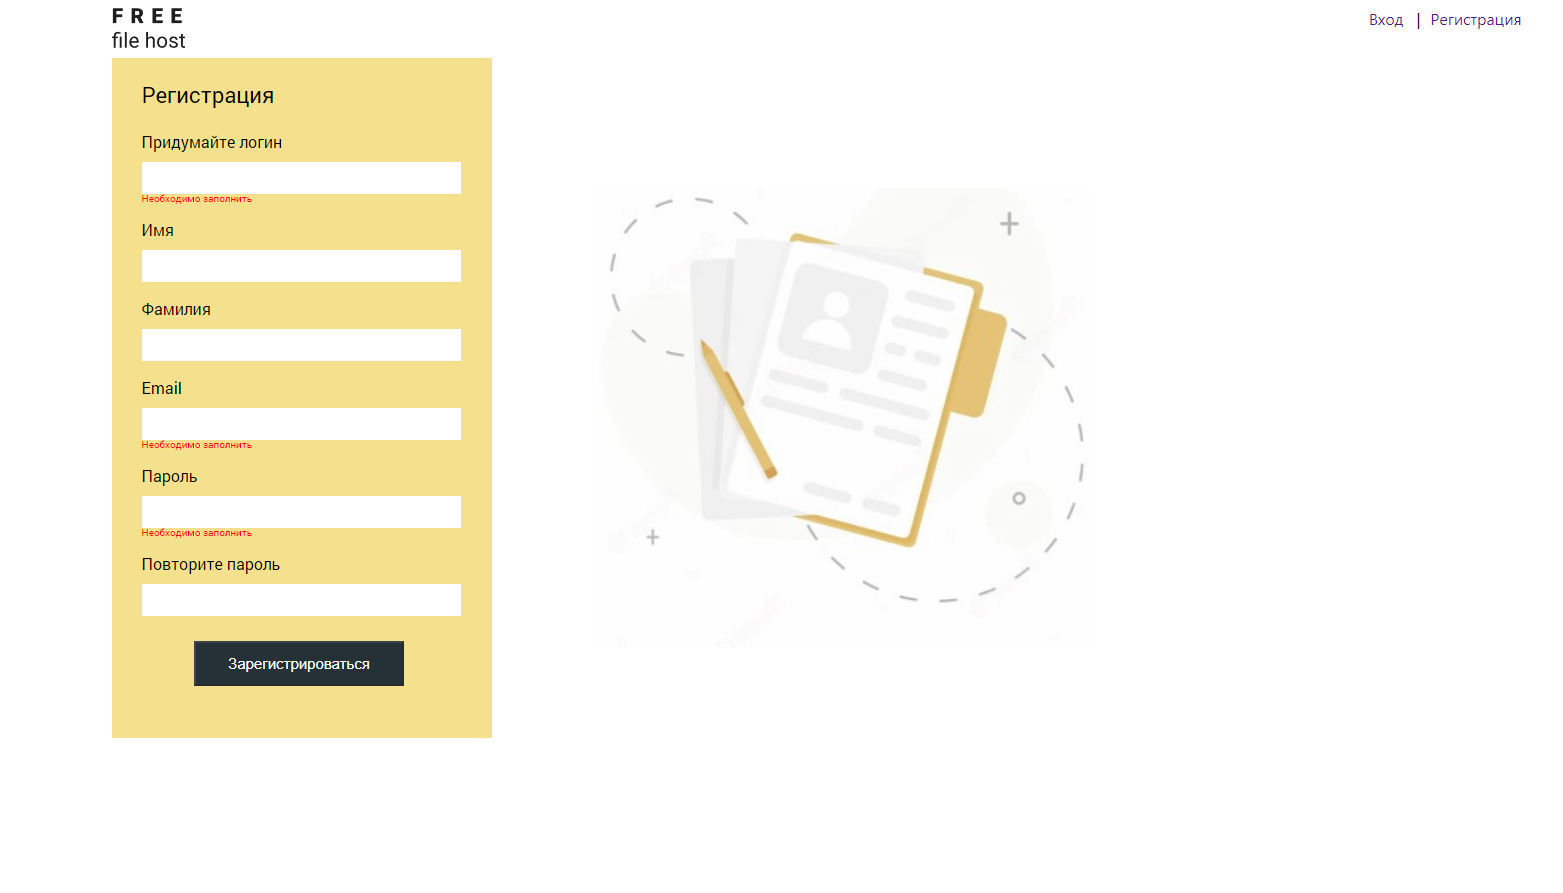 FREE
file host
Вход | Регистрация
Регистрация
Придумайте логин
Необходимо заполнить
Имя
Фамилия
Email
Необходимо заполнить
Пароль
Необходимо заполнить
Повторите пароль
Зарегистрироваться